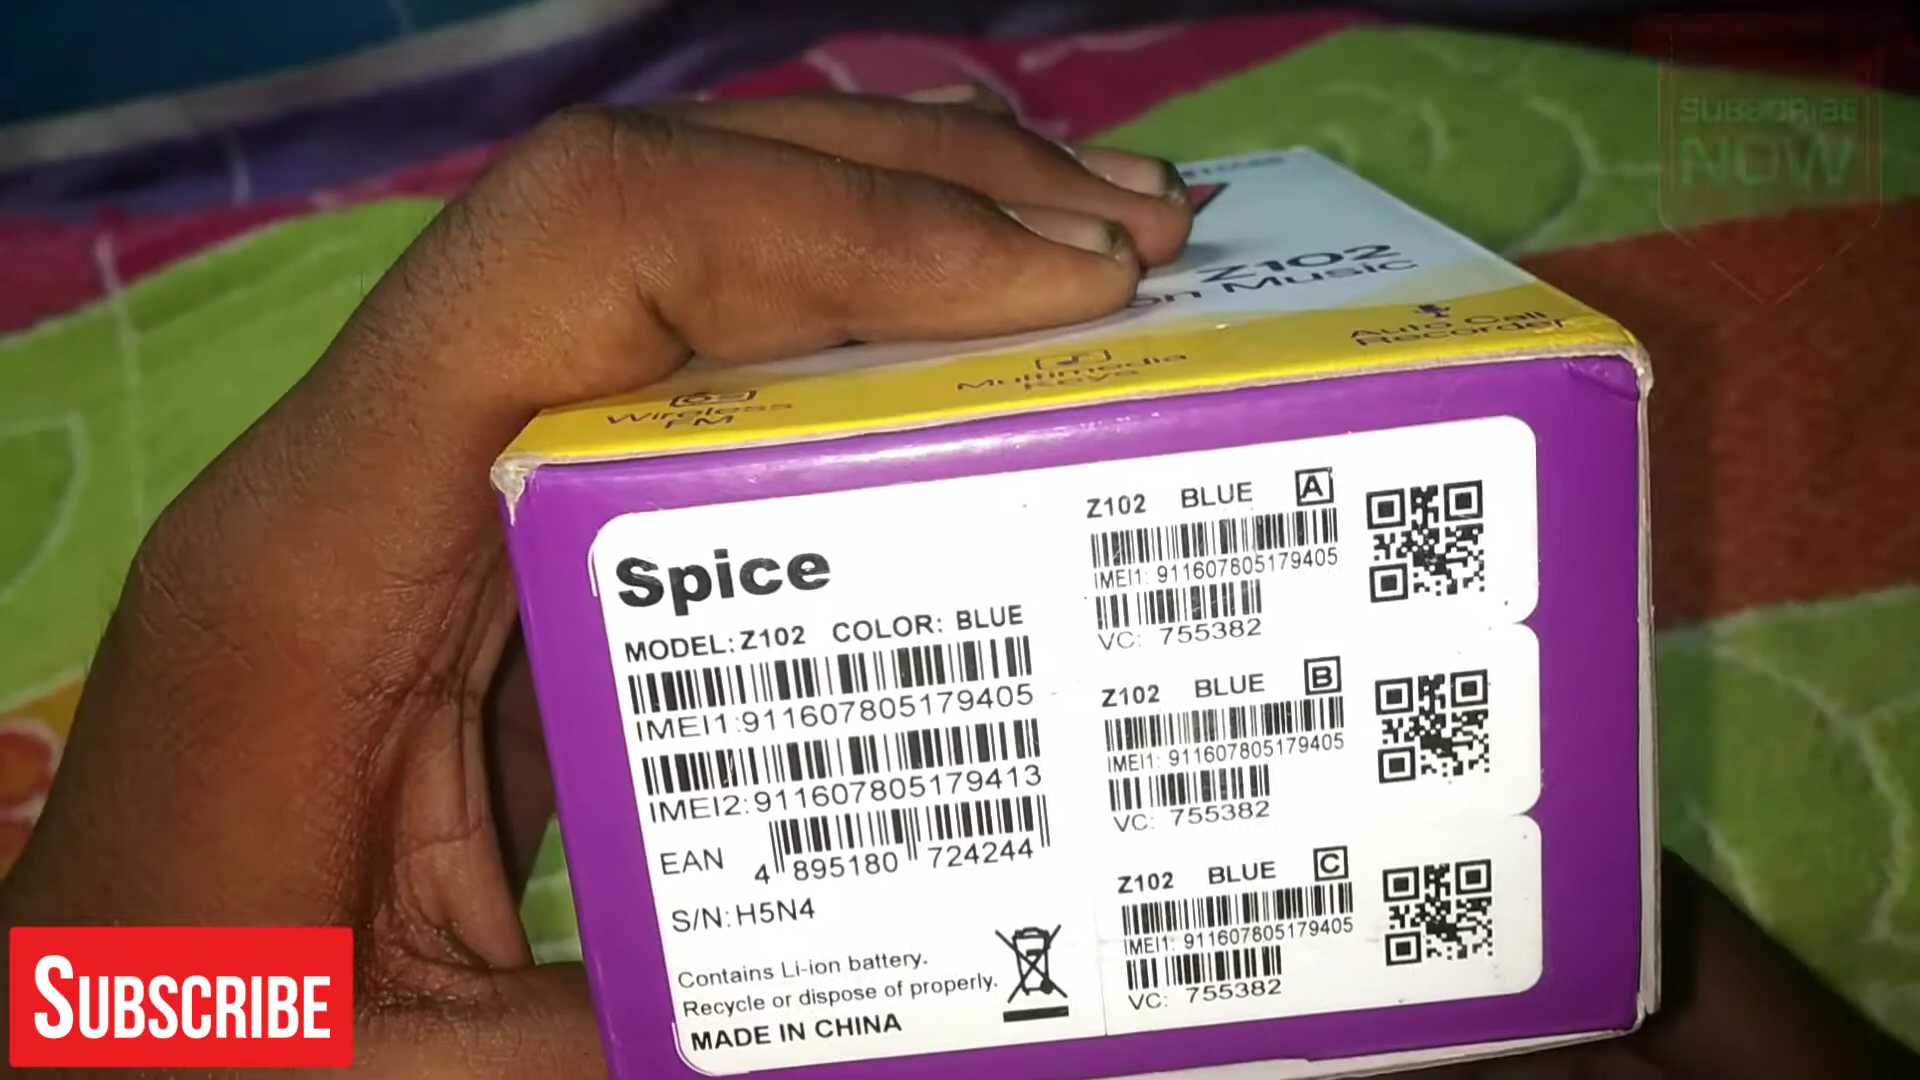 SUBSCRIBE
NOW
Z102
on Music
Wireless
FM
Multimedia
Keys
Auto Call
Recorder
Spice
MODEL:Z102 COLOR: BLUE
IMEI1:911607805179405
IMEI2:911607805179413
EAN 4 895180 724244
S/N:H5N4
Contains Li-ion battery.
Recycle or dispose of properly.
MADE IN CHINA
Z102 BLUE A
IMEI1: 911607805179405
VC: 755382
Z102 BLUE B
IMEI1: 911607805179405
VC: 755382
Z102 BLUE C
IMEI1: 911607805179405
VC: 755382
SUBSCRIBE